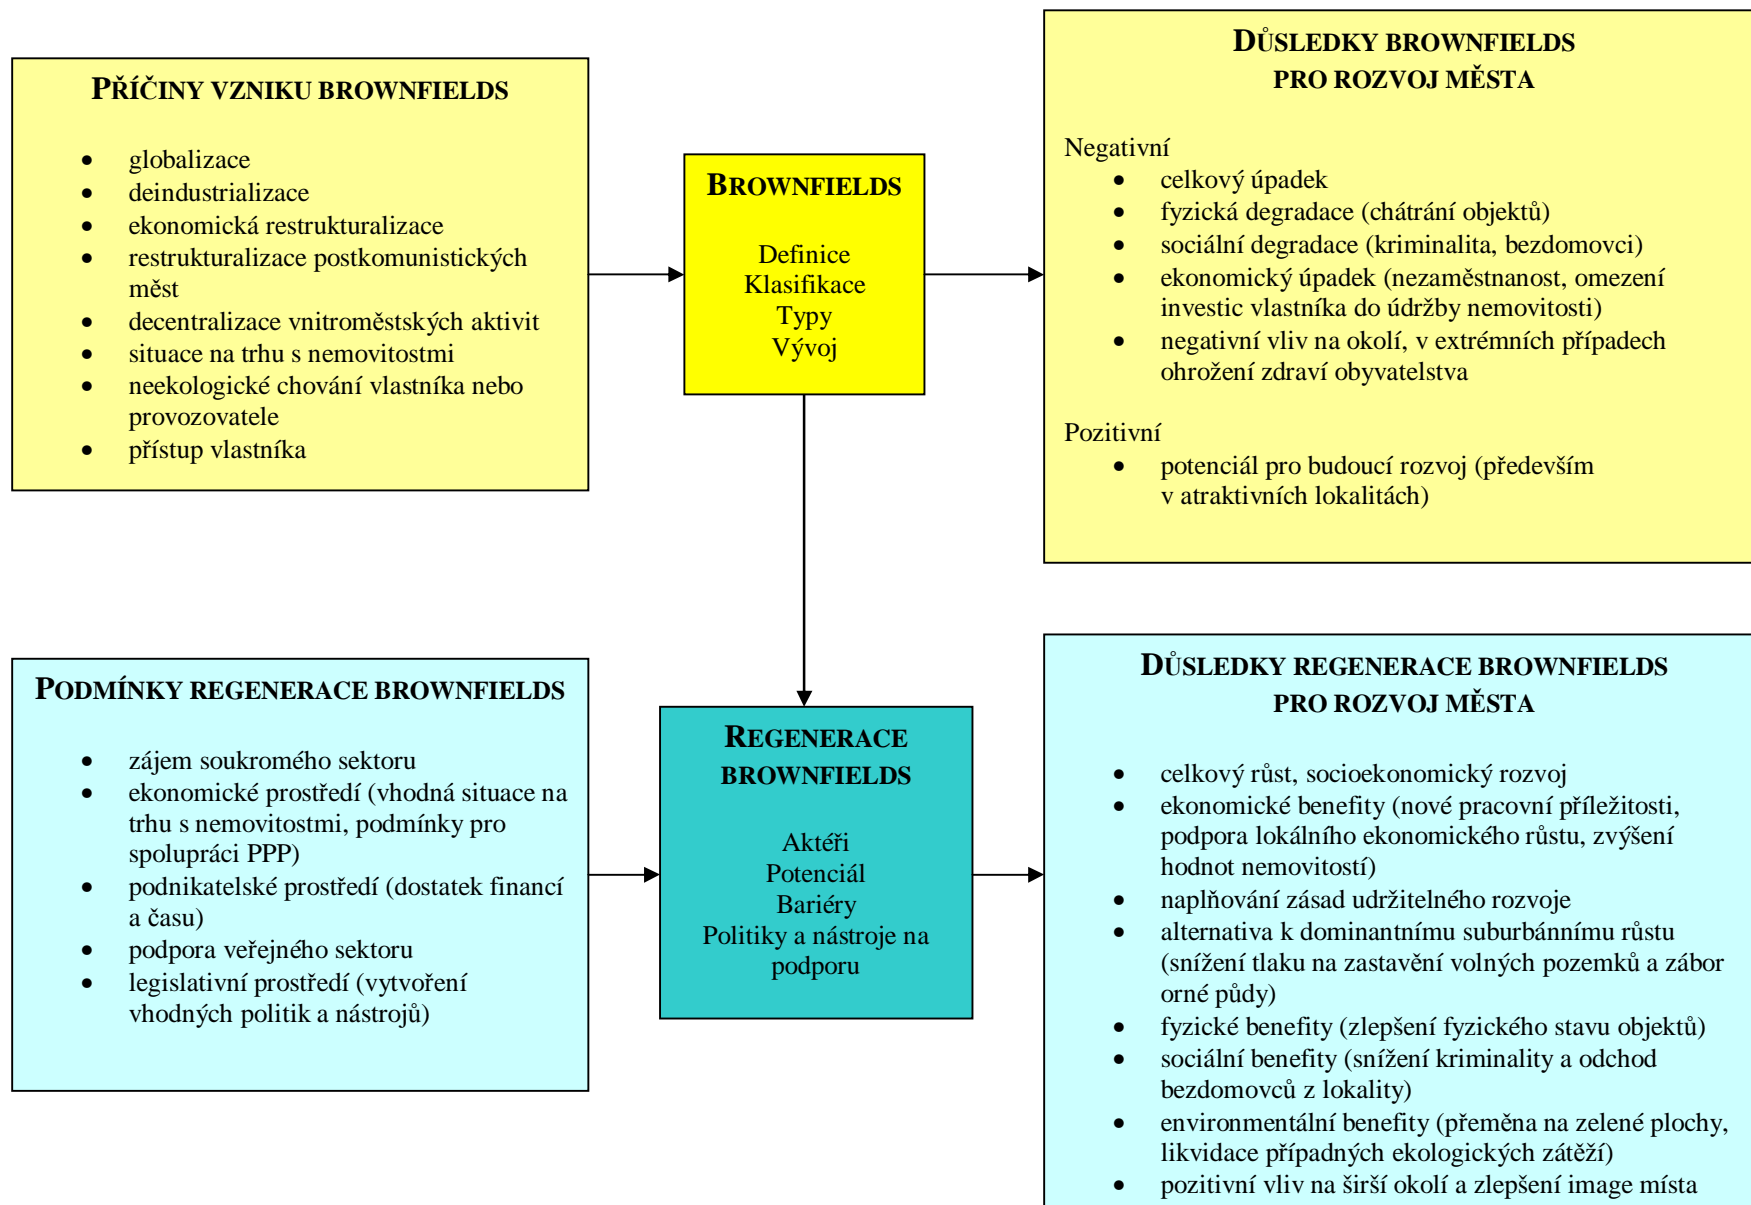 PŘÍČINY VZNIKU BROWNFIELDS
• globalizace
• deindustrializace
• ekonomická restrukturalizace
• restrukturalizace postkomunistických
měst
• decentralizace vnitroměstských aktivit
• situace na trhu s nemovitostmi
• neekologické chování vlastníka nebo
provozovatele
• přístup vlastníka
BROWNFIELDS
Definice
Klasifikace
Typy
Vývoj
DŮSLEDKY BROWNFIELDS
PRO ROZVOJ MĚSTA
Negativní
• celkový úpadek
• fyzická degradace (chátrání objektů)
• sociální degradace (kriminalita, bezdomovci)
• ekonomický úpadek (nezaměstnanost, omezení
investic vlastníka do údržby nemovitosti)
• negativní vliv na okolí, v extrémních případech
ohrožení zdraví obyvatelstva
Pozitivní
• potenciál pro budoucí rozvoj (především
v atraktivních lokalitách)
PODMÍNKY REGENERACE BROWNFIELDS
• zájem soukromého sektoru
• ekonomické prostředí (vhodná situace na
trhu s nemovitostmi, podmínky pro
spolupráci PPP)
• podnikatelské prostředí (dostatek financí
a času)
• podpora veřejného sektoru
• legislativní prostředí (vytvoření
vhodných politik a nástrojů)
REGENERACE
BROWNFIELDS
Aktéři
Potenciál
Bariéry
Politiky a nástroje na
podporu
DŮSLEDKY REGENERACE BROWNFIELDS
PRO ROZVOJ MĚSTA
• celkový růst, socioekonomický rozvoj
• ekonomické benefity (nové pracovní příležitosti,
podpora lokálního ekonomického růstu, zvýšení
hodnot nemovitostí)
• naplňování zásad udržitelného rozvoje
• alternativa k dominantnímu suburbánnímu růstu
(snížení tlaku na zastavění volných pozemků a zábor
orné půdy)
• fyzické benefity (zlepšení fyzického stavu objektů)
• sociální benefity (snížení kriminality a odchod
bezdomovců z lokality)
• environmentální benefity (přeměna na zelené plochy,
likvidace případných ekologických zátěží)
• pozitivní vliv na širší okolí a zlepšení image místa